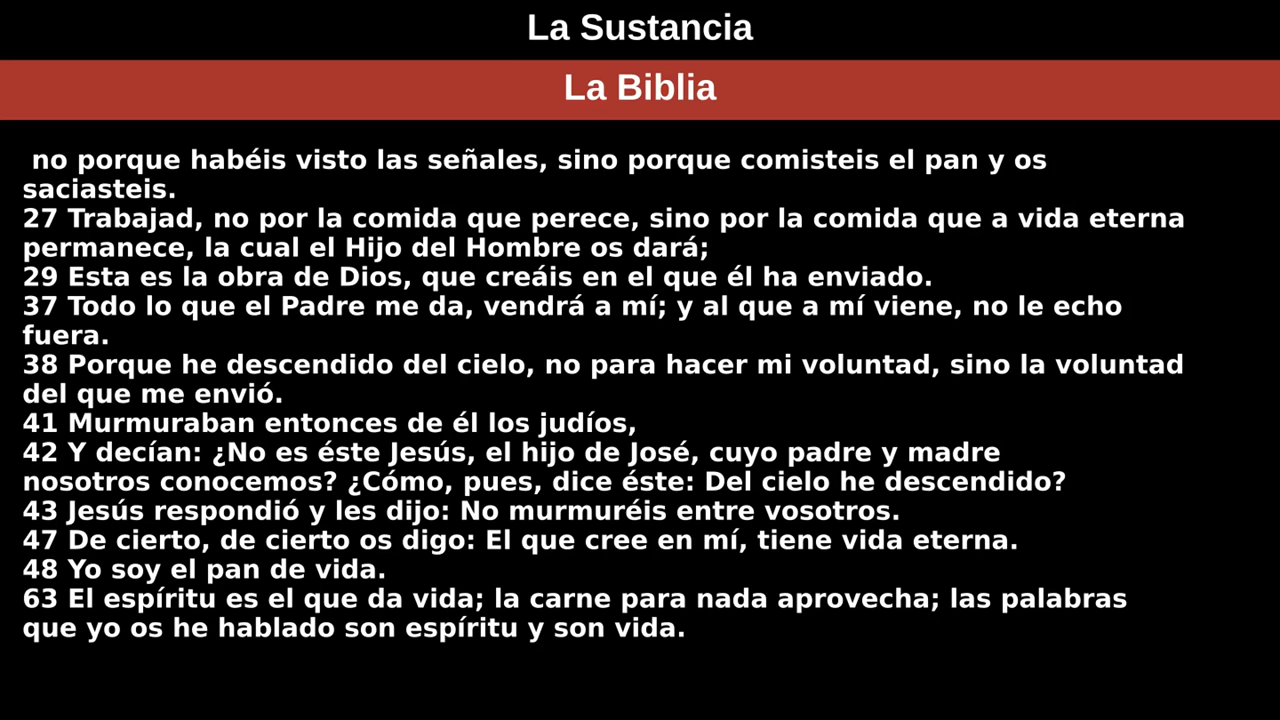 La Sustancia
La Biblia
no porque habéis visto las señales, sino porque comisteis el pan y os
saciasteis.
27 Trabajad, no por la comida que perece, sino por la comida que a vida eterna
permanece, la cual el Hijo del Hombre os dará;
29 Esta es la obra de Dios, que creáis en el que él ha enviado.
37 Todo lo que el Padre me da, vendrá a mí; y al que a mí viene, no le echo
fuera.
38 Porque he descendido del cielo, no para hacer mi voluntad, sino la voluntad
del que me envió.
41 Murmuraban entonces de él los judíos,
42 Y decían: ¿No es éste Jesús, el hijo de José, cuyo padre y madre
nosotros conocemos? ¿Cómo, pues, dice éste: Del cielo he descendido?
43 Jesús respondió y les dijo: No murmuréis entre vosotros.
47 De cierto, de cierto os digo: El que cree en mí, tiene vida eterna.
48 Yo soy el pan de vida.
63 El espíritu es el que da vida; la carne para nada aprovecha; las palabras
que yo os he hablado son espíritu y son vida.